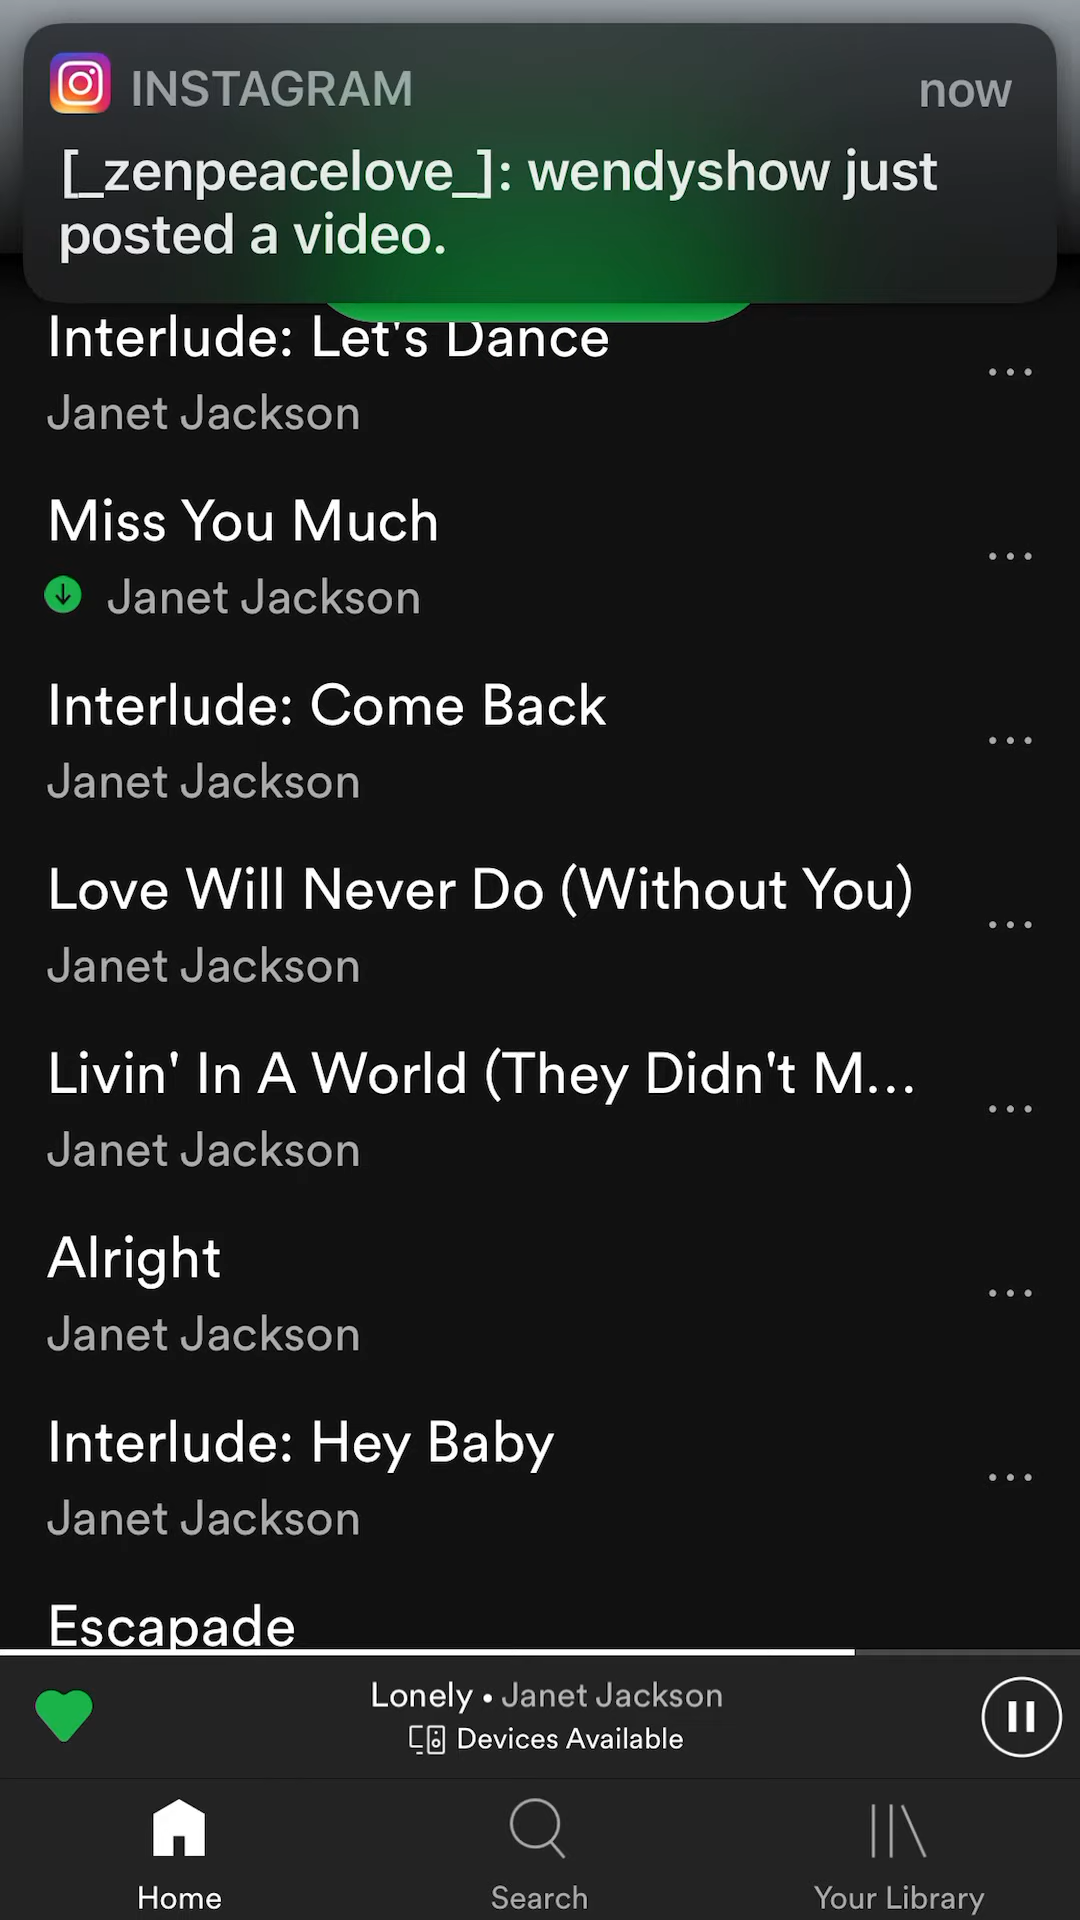 INSTAGRAM
now
[_zenpeacelove_]: wendyshow just
posted a video.
Interlude: Let's Dance
Janet Jackson
Miss You Much
Janet Jackson
Interlude: Come Back
Janet Jackson
Love Will Never Do (Without You)
Janet Jackson
Livin' In A World (They Didn't M...
Janet Jackson
Alright
Janet Jackson
Interlude: Hey Baby
Janet Jackson
Escapade
Lonely • Janet Jackson
Devices Available
Home
Search
Your Library